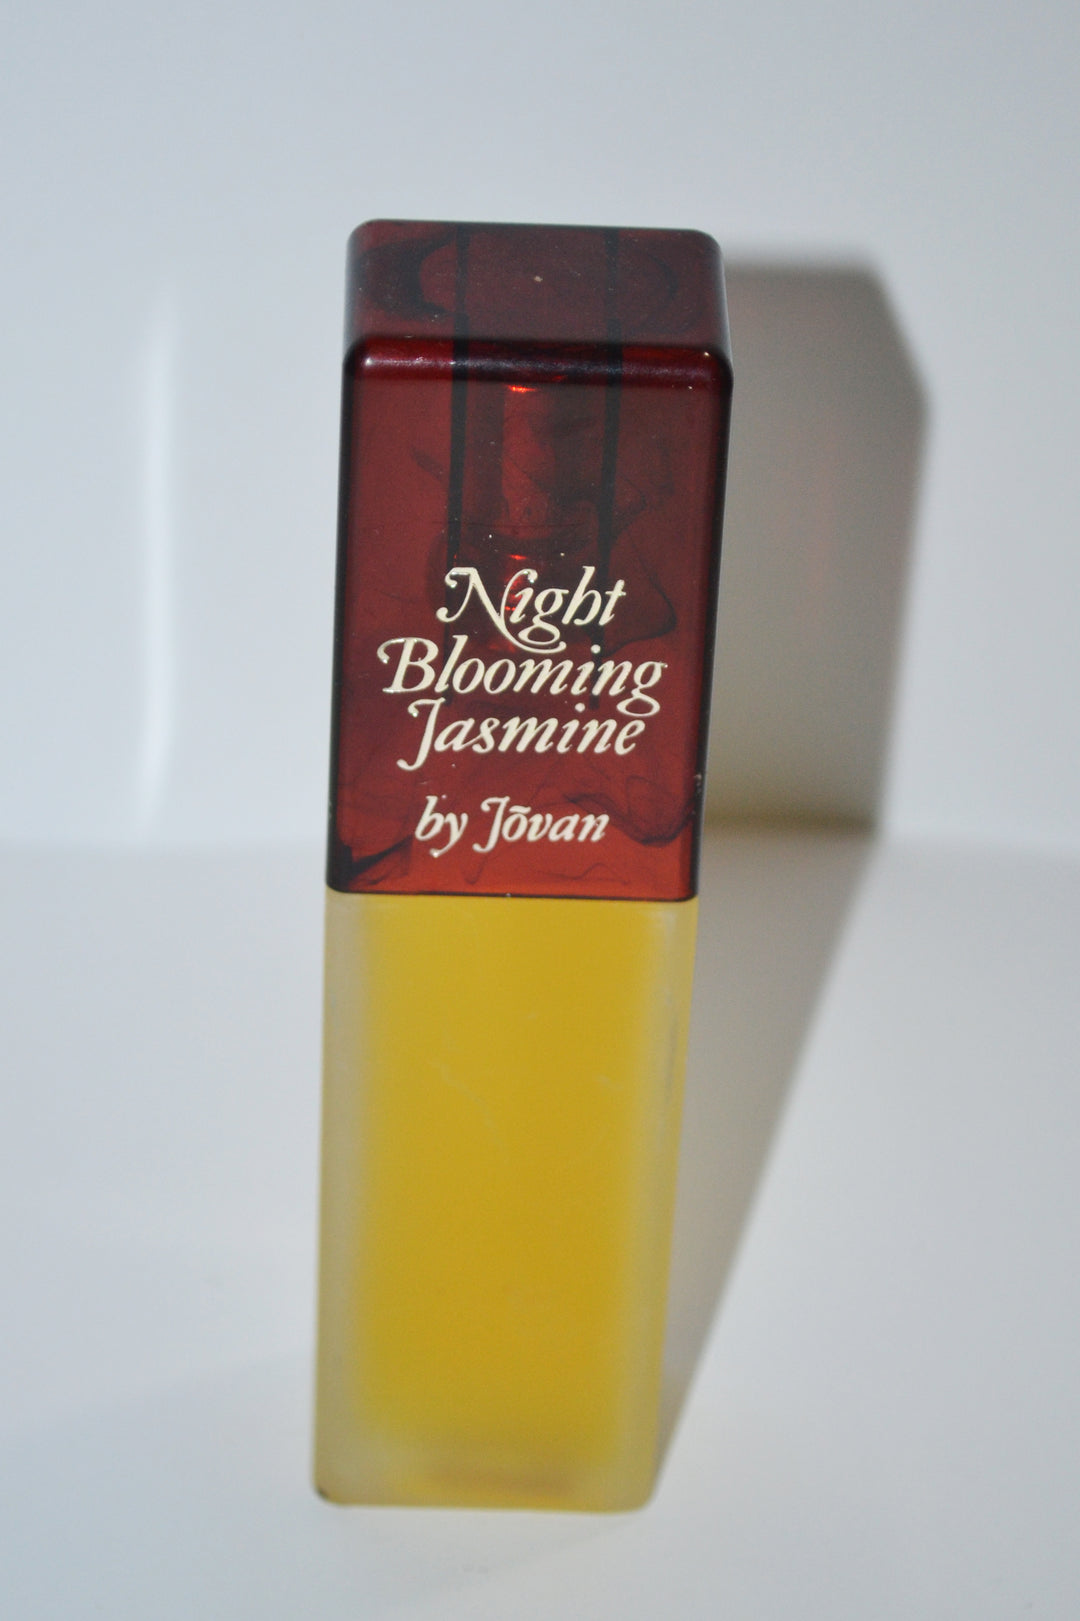 Night
Blooming
Jasmine
by Jōvan